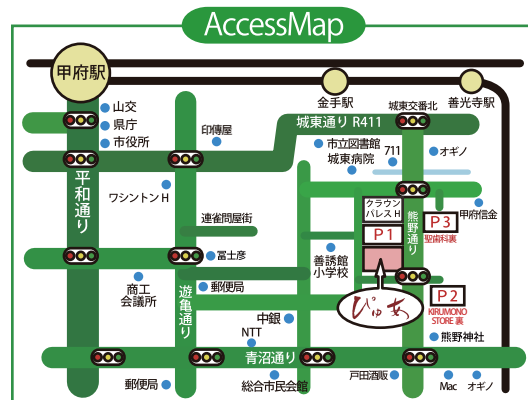 AccessMap
甲府駅
金手駅
善光寺駅
山交
県庁
市役所
印傳屋
城東通り R411
城東交番北
市立図書館
城東病院
711
オギノ
平和通り
ワシントンH
クラウン
パレスH
熊野通り
甲府信金
P1
P3
聖歯科裏
連雀問屋街
冨士彦
善誘館
小学校
商工
会議所
郵便局
遊亀通り
ぴゅあ
P2
KIRUMONO
STORE 裏
中銀
NTT
熊野神社
青沼通り
郵便局
総合市民会館
戸田酒販
Mac
オギノ